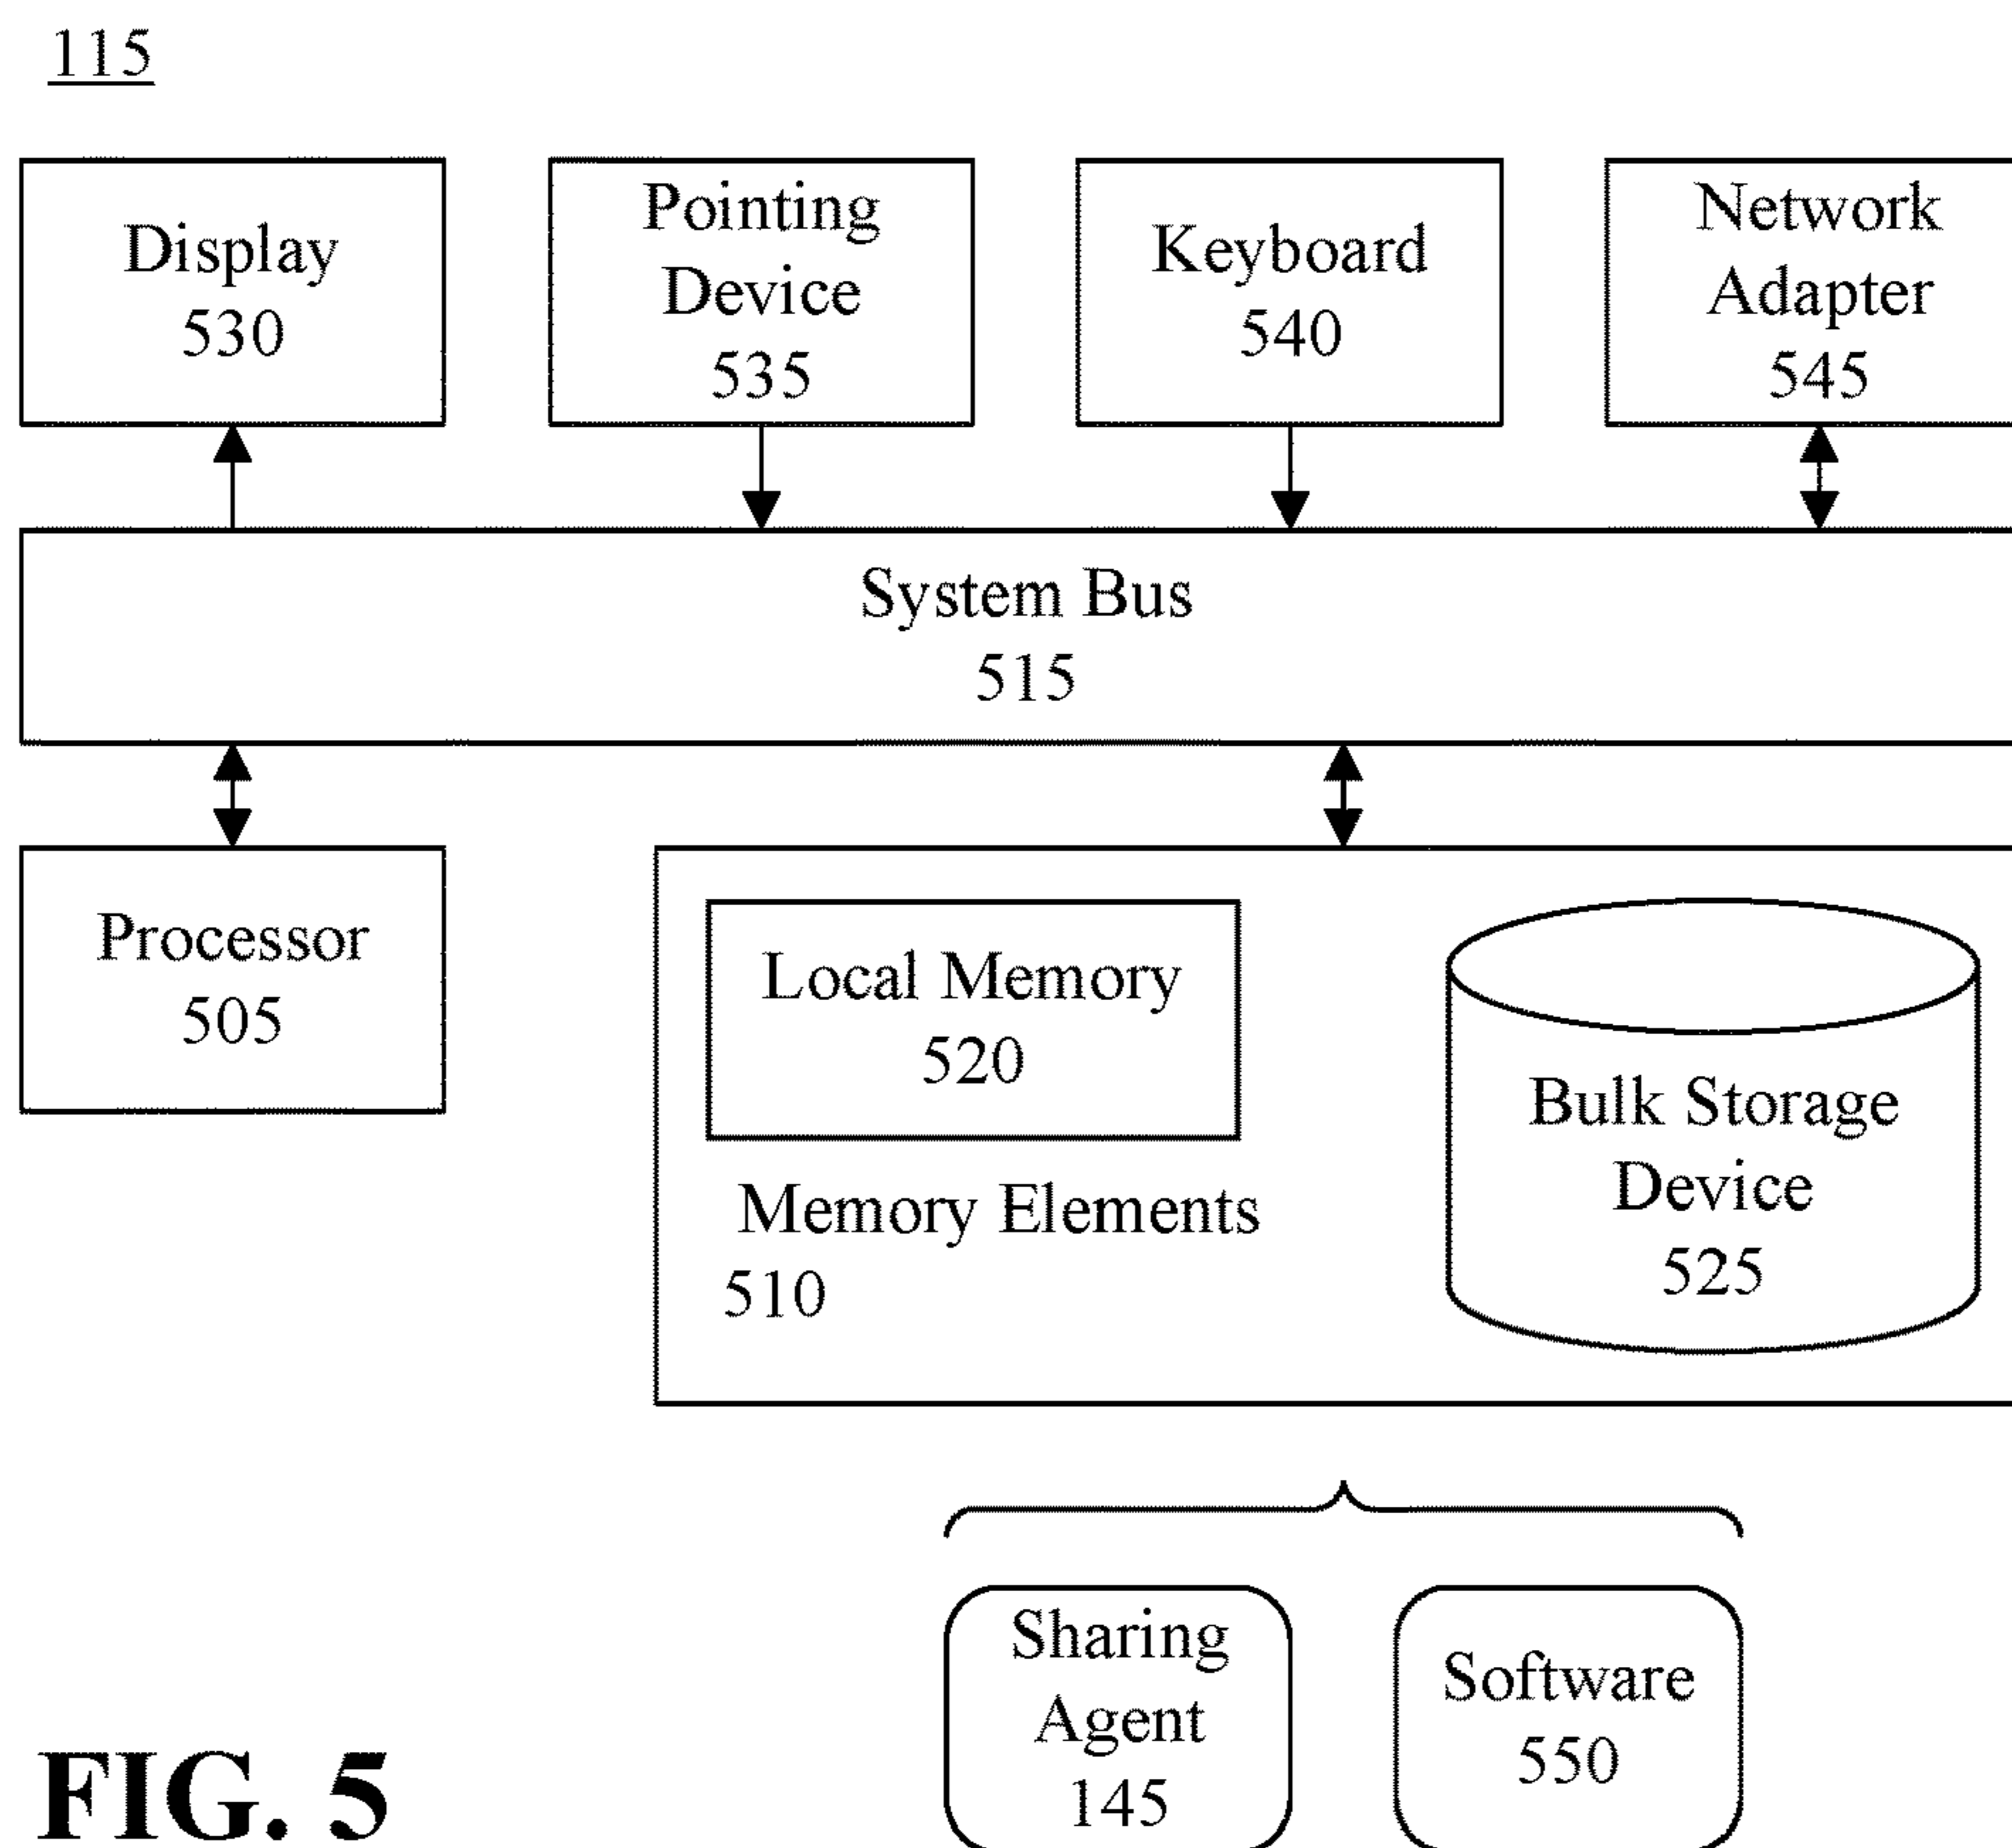 115
Display
530
Pointing
Device
535
Keyboard
540
Network
Adapter
545
System Bus
515
Processor
505
Local Memory
520
Memory Elements
510
Bulk Storage
Device
525
Sharing
Agent
145
Software
550
FIG. 5